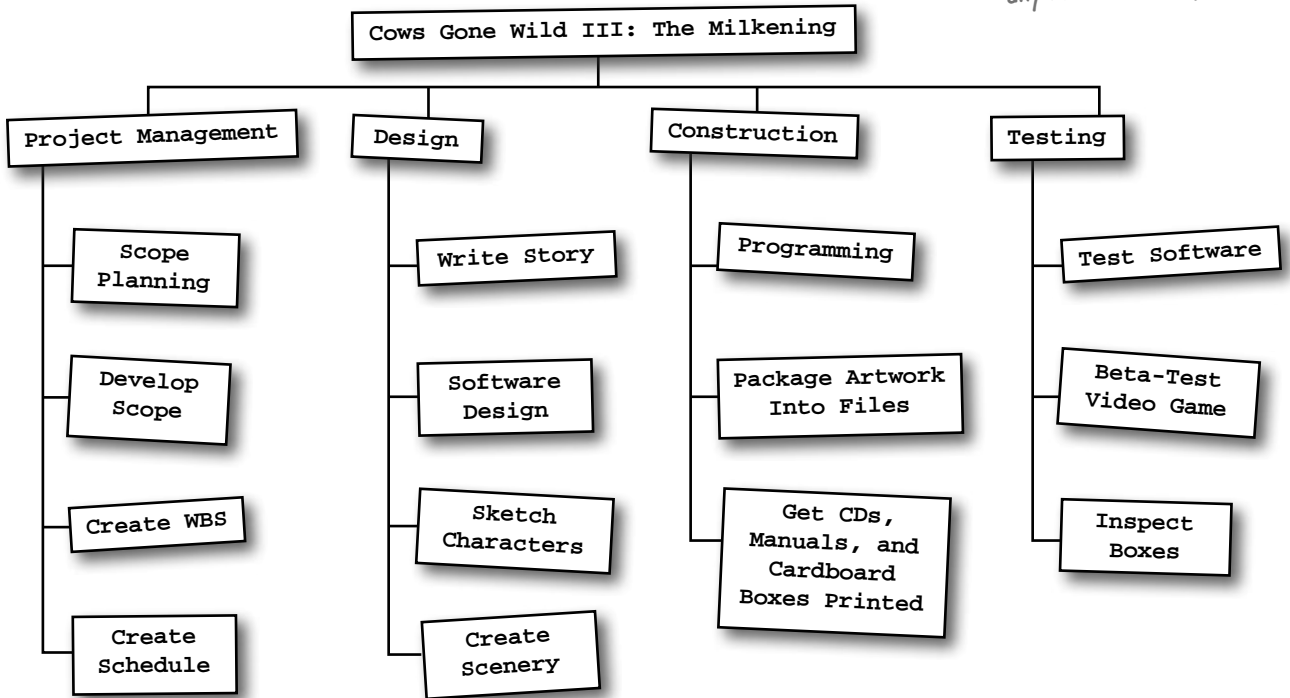 Cows Gone Wild III: The Milkening
Project Management
Design
Construction
Testing
Scope
Planning
Develop
Scope
Create WBS
Create
Schedule
Write Story
Software
Design
Sketch
Characters
Create
Scenery
Programming
Package Artwork
Into Files
Get CDs,
Manuals, and
Cardboard
Boxes Printed
Test Software
Beta-Test
Video Game
Inspect
Boxes